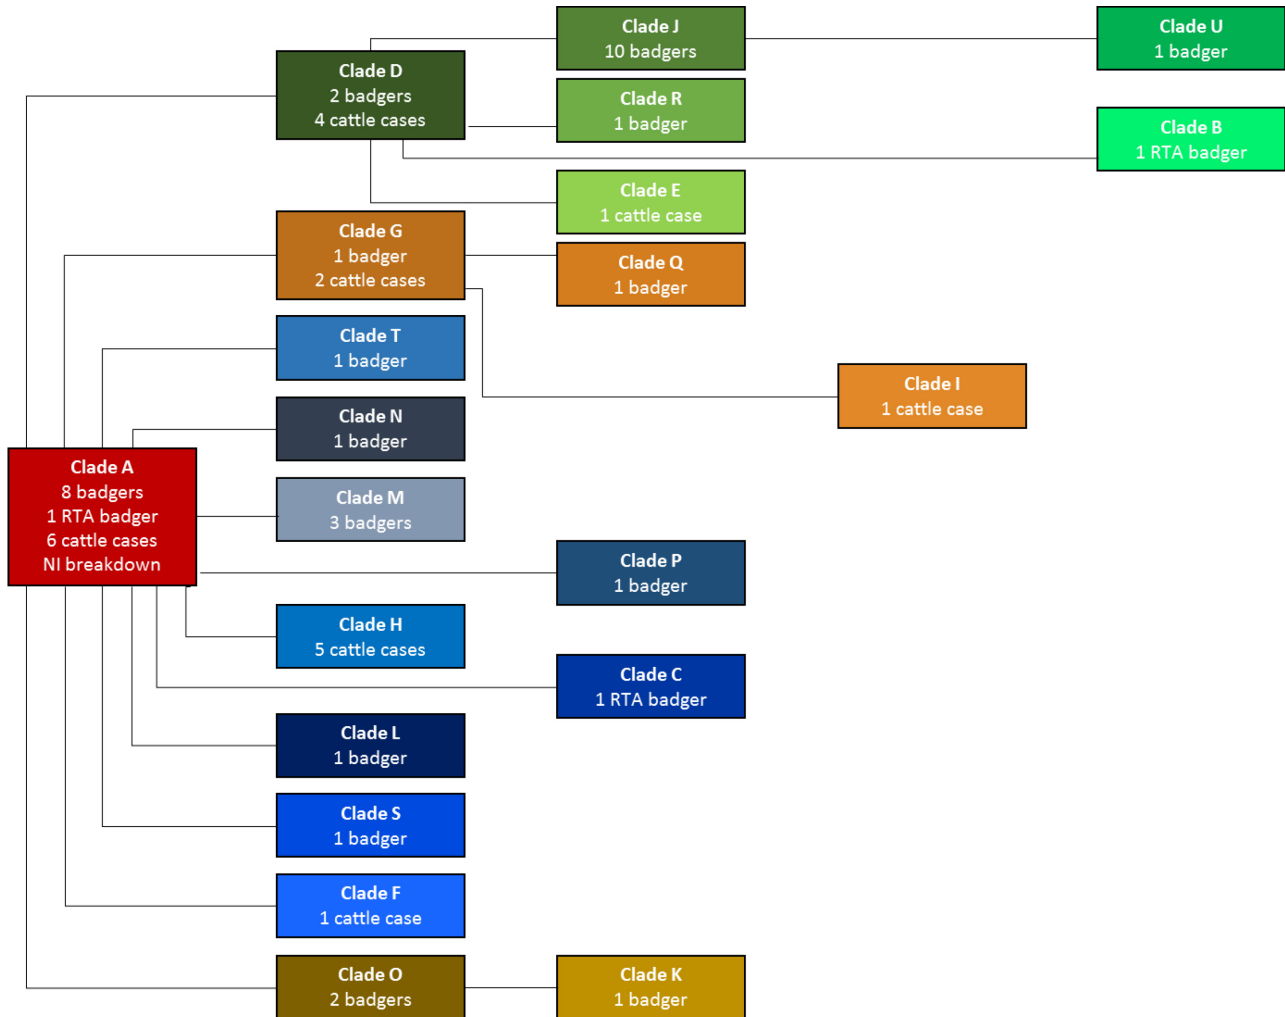 Clade J
10 badgers
Clade U
1 badger
Clade D
2 badgers
4 cattle cases
Clade R
1 badger
Clade B
1 RTA badger
Clade E
1 cattle case
Clade G
1 badger
2 cattle cases
Clade Q
1 badger
Clade T
1 badger
Clade I
1 cattle case
Clade N
1 badger
Clade A
8 badgers
1 RTA badger
6 cattle cases
NI breakdown
Clade M
3 badgers
Clade P
1 badger
Clade H
5 cattle cases
Clade C
1 RTA badger
Clade L
1 badger
Clade S
1 badger
Clade F
1 cattle case
Clade O
2 badgers
Clade K
1 badger